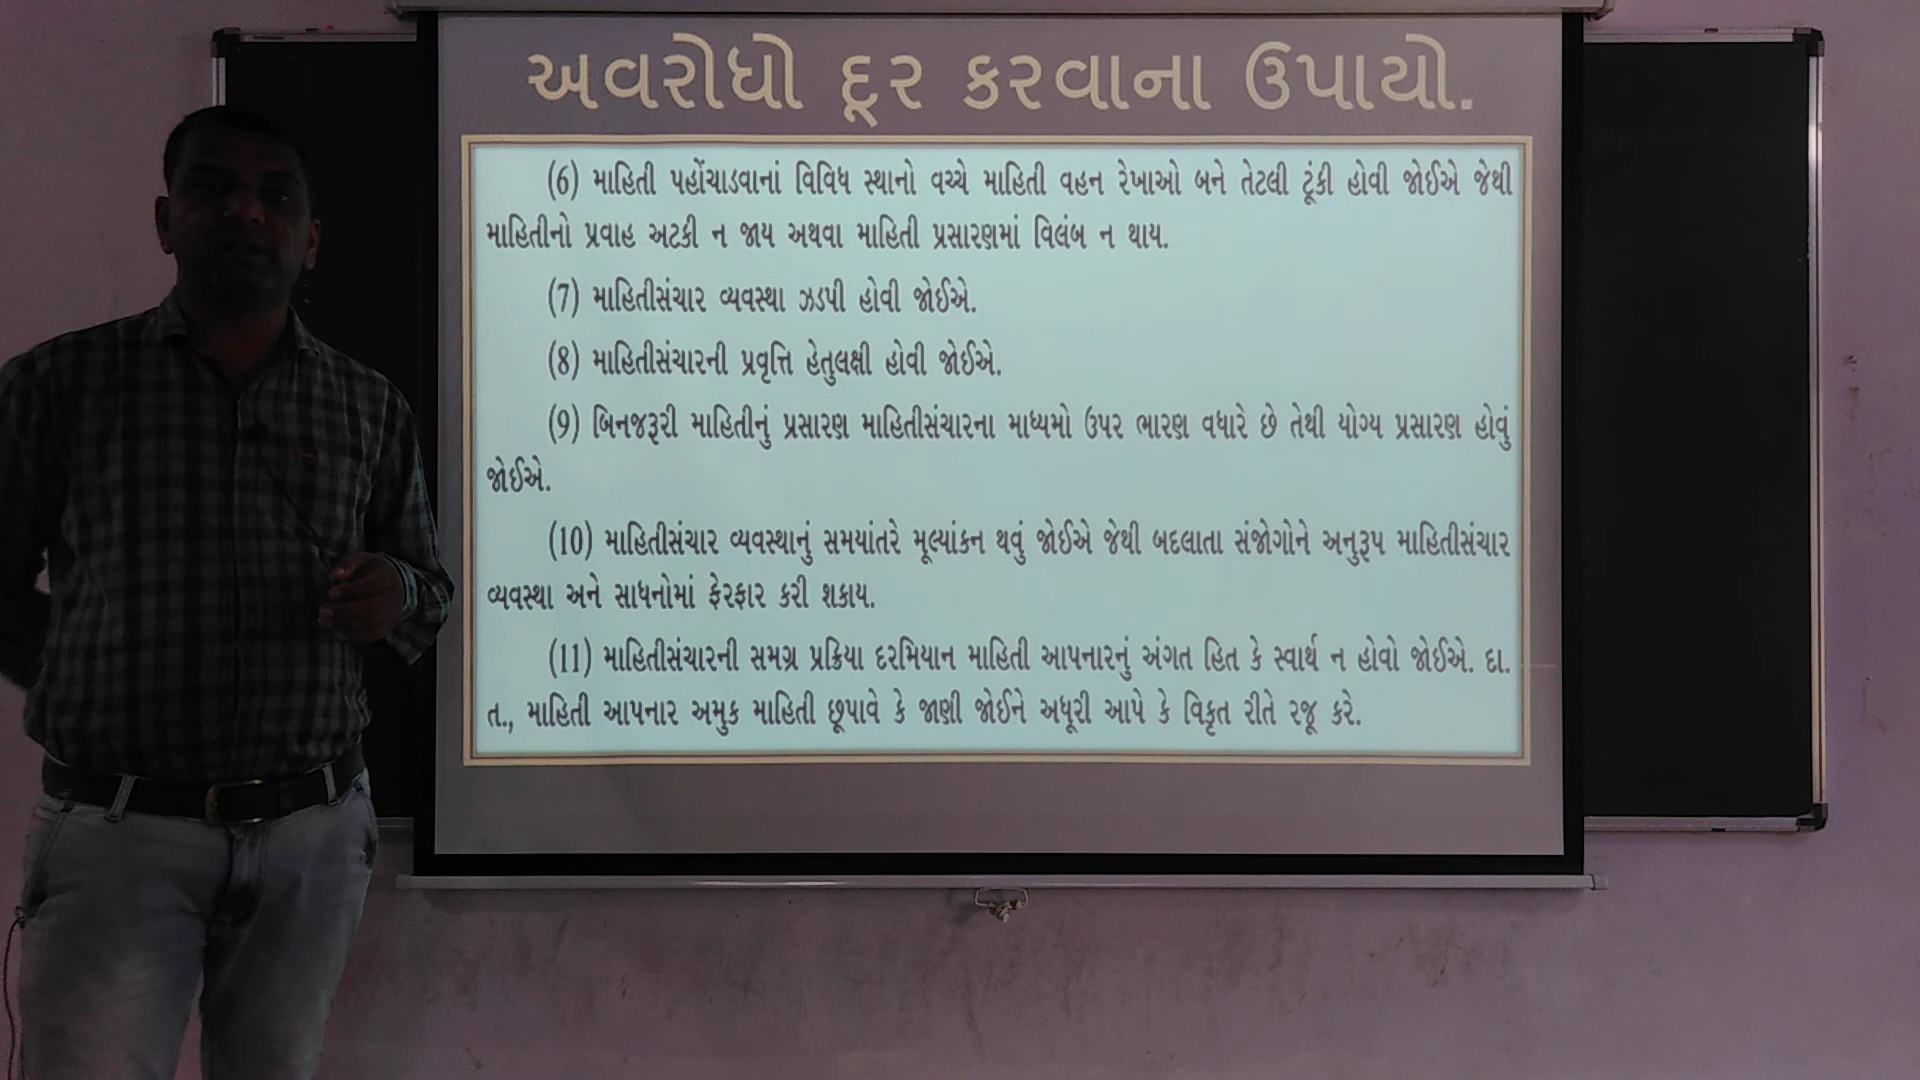 અવરોધો દૂર કરવાના ઉપાયો.
(6) માહિતી પહોંચાડવાનાં વિવિધ સ્થાનો વચ્ચે માહિતી વહન રેખાઓ બને તેટલી ટૂંકી હોવી જોઈએ જેથી
માહિતીનો પ્રવાહ અટકી ન જાય અથવા માહિતી પ્રસારણમાં વિલંબ ન થાય.
(7) માહિતીસંચાર વ્યવસ્થા ઝડપી હોવી જોઈએ.
(8) માહિતીસંચારની પ્રવૃત્તિ હેતુલક્ષી હોવી જોઈએ.
(9) બિનજરૂરી માહિતીનું પ્રસારણ માહિતીસંચારના માધ્યમો ઉપર ભારણ વધારે છે તેથી યોગ્ય પ્રસારણ હોવું
જોઈએ.
(10) માહિતીસંચાર વ્યવસ્થાનું સમયાંતરે મૂલ્યાંકન થવું જોઈએ જેથી બદલાતા સંજોગોને અનુરૂપ માહિતીસંચાર
વ્યવસ્થા અને સાધનોમાં ફેરફાર કરી શકાય.
(11) માહિતીસંચારની સમગ્ર પ્રક્રિયા દરમિયાન માહિતી આપનારનું અંગત હિત કે સ્વાર્થ ન હોવો જોઈએ. દા.
ત., માહિતી આપનાર અમુક માહિતી છૂપાવે કે જાણી જોઈને અધૂરી આપે કે વિકૃત રીતે રજૂ કરે.